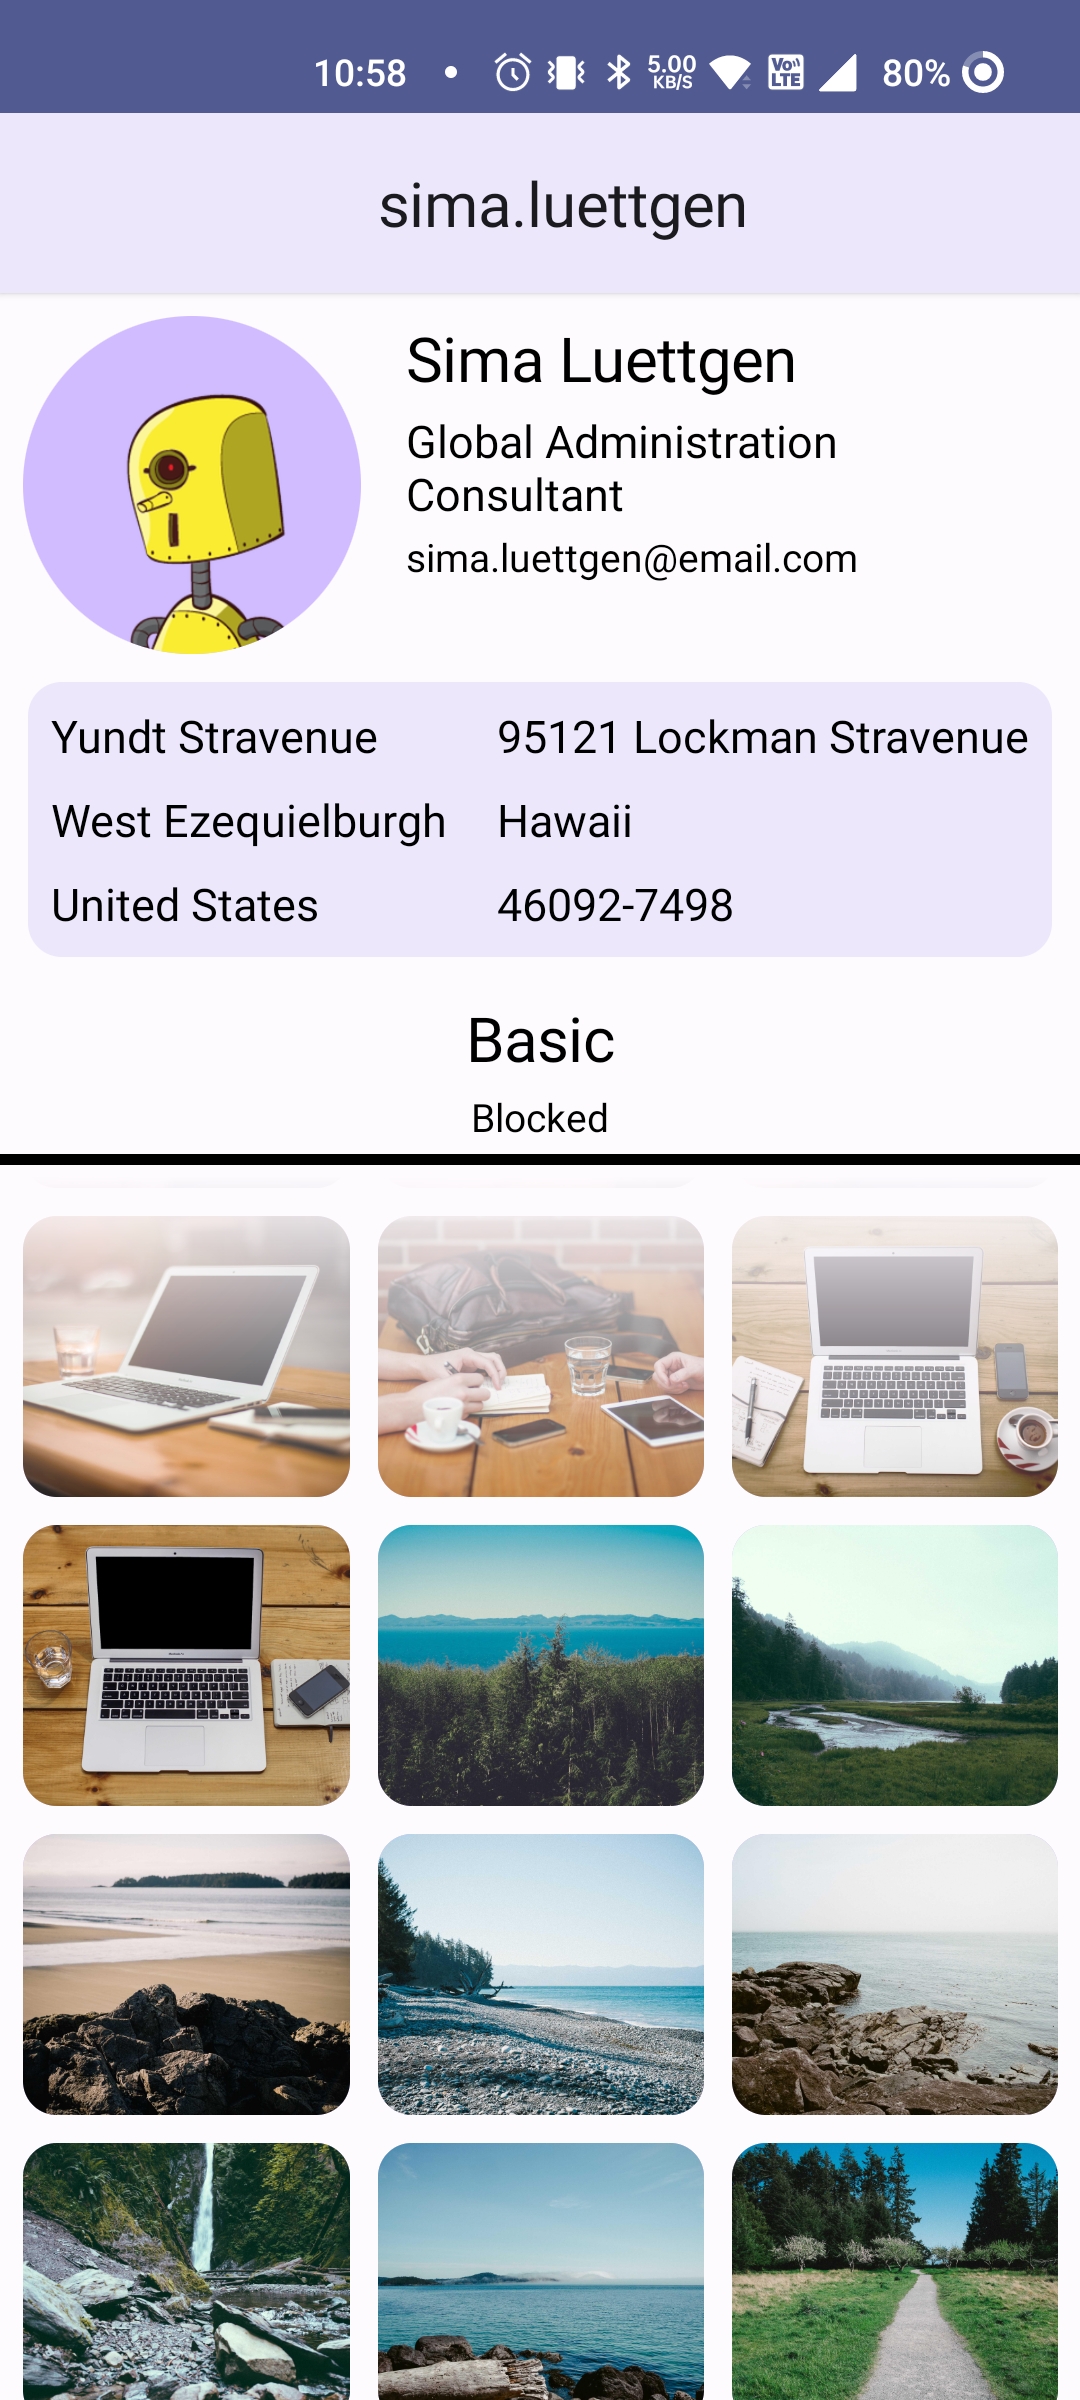 10:58 • 5.00 KB/S Vo LTE 80%
sima.luettgen
Sima Luettgen
Global Administration
Consultant
sima.luettgen@email.com
Yundt Stravenue 95121 Lockman Stravenue
West Ezequielburgh Hawaii
United States 46092-7498
Basic
Blocked